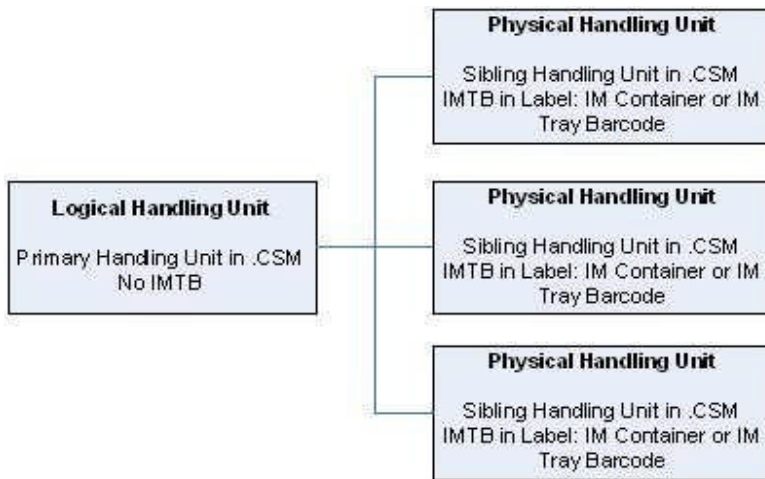 Physical Handling Unit
Sibling Handling Unit in .CSM
IMTB in Label: IM Container or IM
Tray Barcode
Logical Handling Unit
Primary Handling Unit in .CSM
No IMTB
Physical Handling Unit
Sibling Handling Unit in .CSM
IMTB in Label: IM Container or IM
Tray Barcode
Physical Handling Unit
Sibling Handling Unit in .CSM
IMTB in Label: IM Container or IM
Tray Barcode